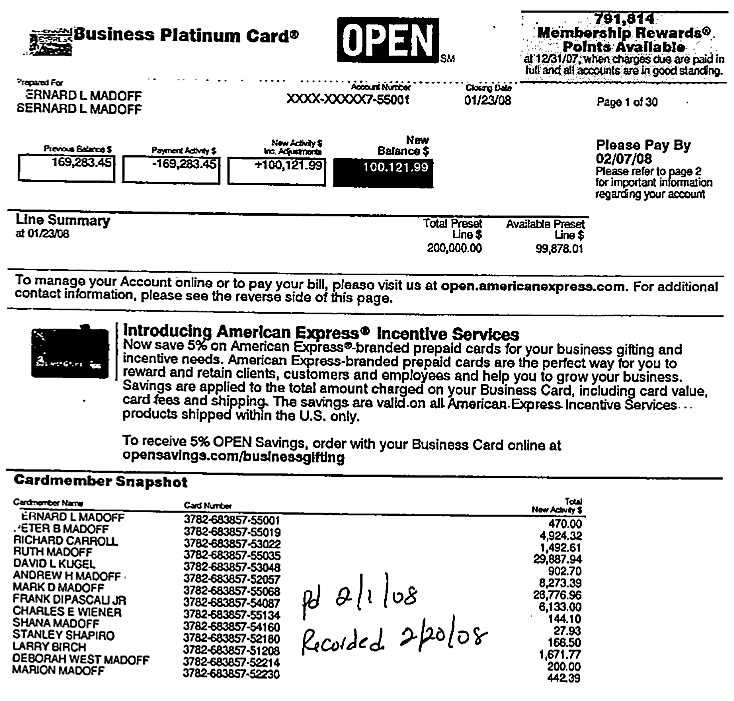 Business Platinum Card®
OPEN SM
791,814
Membership Rewards®
Points Available
at 12/31/07, when charges due are paid in
full and all accounts are in good standing.
Prepared For
ERNARD L MADOFF
BERNARD L MADOFF
Account Number
XXXX-XXXXX7-55001
Closing Date
01/23/08
Page 1 of 30
Previous Balance $
169,283.45
Payment Activity $
-169,283.45
New Activity $
Inc. Adjustments
+100,121.99
New
Balance $
100,121.99
Please Pay By
02/07/08
Please refer to page 2
for important information
regarding your account
Line Summary
at 01/23/08
Total Preset
Line $
200,000.00
Available Preset
Line $
99,878.01
To manage your Account online or to pay your bill, please visit us at open.americanexpress.com. For additional
contact information, please see the reverse side of this page.
Introducing American Express® Incentive Services
Now save 5% on American Express®-branded prepaid cards for your business gifting and
incentive needs. American Express-branded prepaid cards are the perfect way for you to
reward and retain clients, customers and employees and help you to grow your business.
Savings are applied to the total amount charged on your Business Card, including card value,
card fees and shipping. The savings are valid on all American Express Incentive Services
products shipped within the U.S. only.
To receive 5% OPEN Savings, order with your Business Card online at
opensavings.com/businessgifting
Cardmember Snapshot
Cardmember Name Card Number Total
New Activity $
ERNARD L MADOFF 3782-683857-55001 470.00
ETER B MADOFF 3782-683857-55019 4,924.32
RICHARD CARROLL 3782-683857-53022 1,492.61
RUTH MADOFF 3782-683857-55035 29,887.94
DAVID L KUGEL 3782-683857-53048 902.70
ANDREW H MADOFF 3782-683857-52057 8,273.39
MARK D MADOFF 3782-683857-55068 28,776.96
FRANK DIPASCALI JR 3782-683857-54087 6,133.00
CHARLES E WIENER 3782-683857-55134 144.10
SHANA MADOFF 3782-683857-54160 27.93
STANLEY SHAPIRO 3782-683857-52180 168.50
LARRY BIRCH 3782-683857-51208 1,671.77
DEBORAH WEST MADOFF 3782-683857-52214 200.00
MARION MADOFF 3782-683857-52230 442.39
pd 2/1/08
Recorded 2/20/08